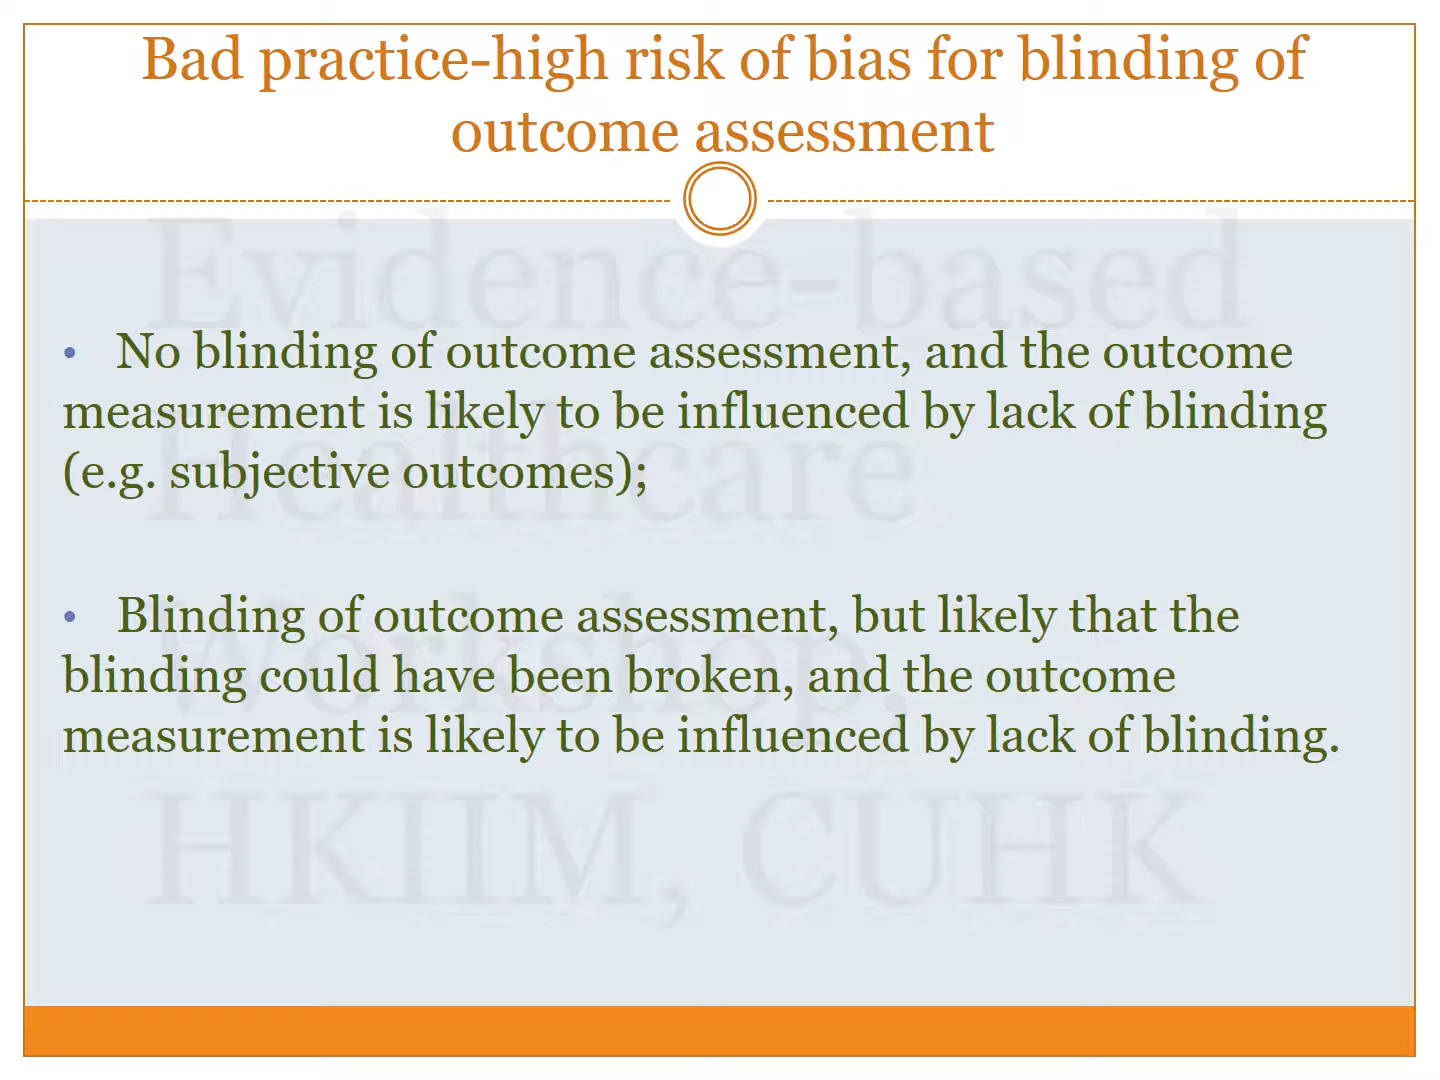 Bad practice-high risk of bias for blinding of
outcome assessment
Evidence-based
• No blinding of outcome assessment, and the outcome
measurement is likely to be influenced by lack of blinding
Healthcare
(e.g. subjective outcomes);
• Blinding of outcome assessment, but likely that the
Workshop,
blinding could have been broken, and the outcome
measurement is likely to be influenced by lack of blinding.
HKIIM, CUHK